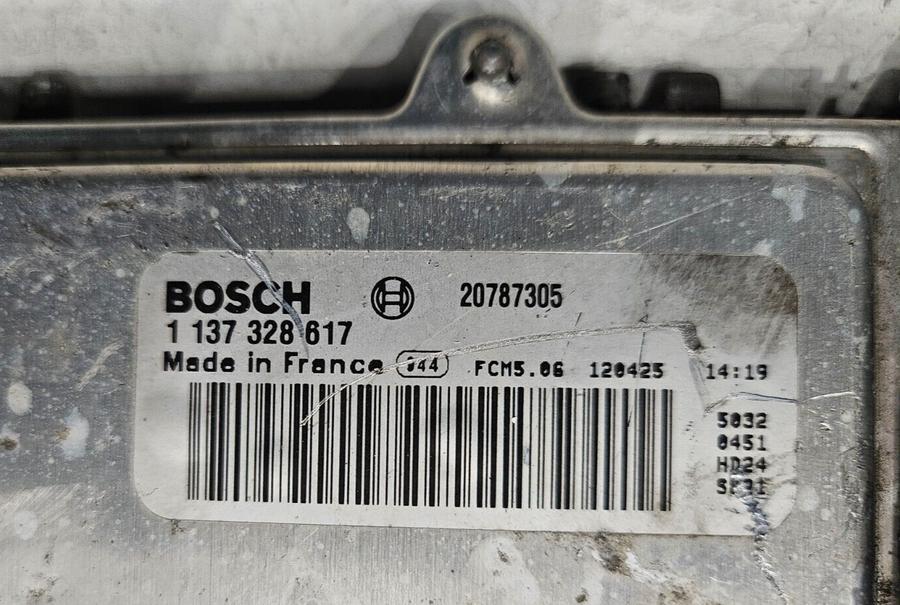 BOSCH 20787305
1 137 328 617
Made in France 044 FCM5.06 120425 14:19
5032
0451
HD24